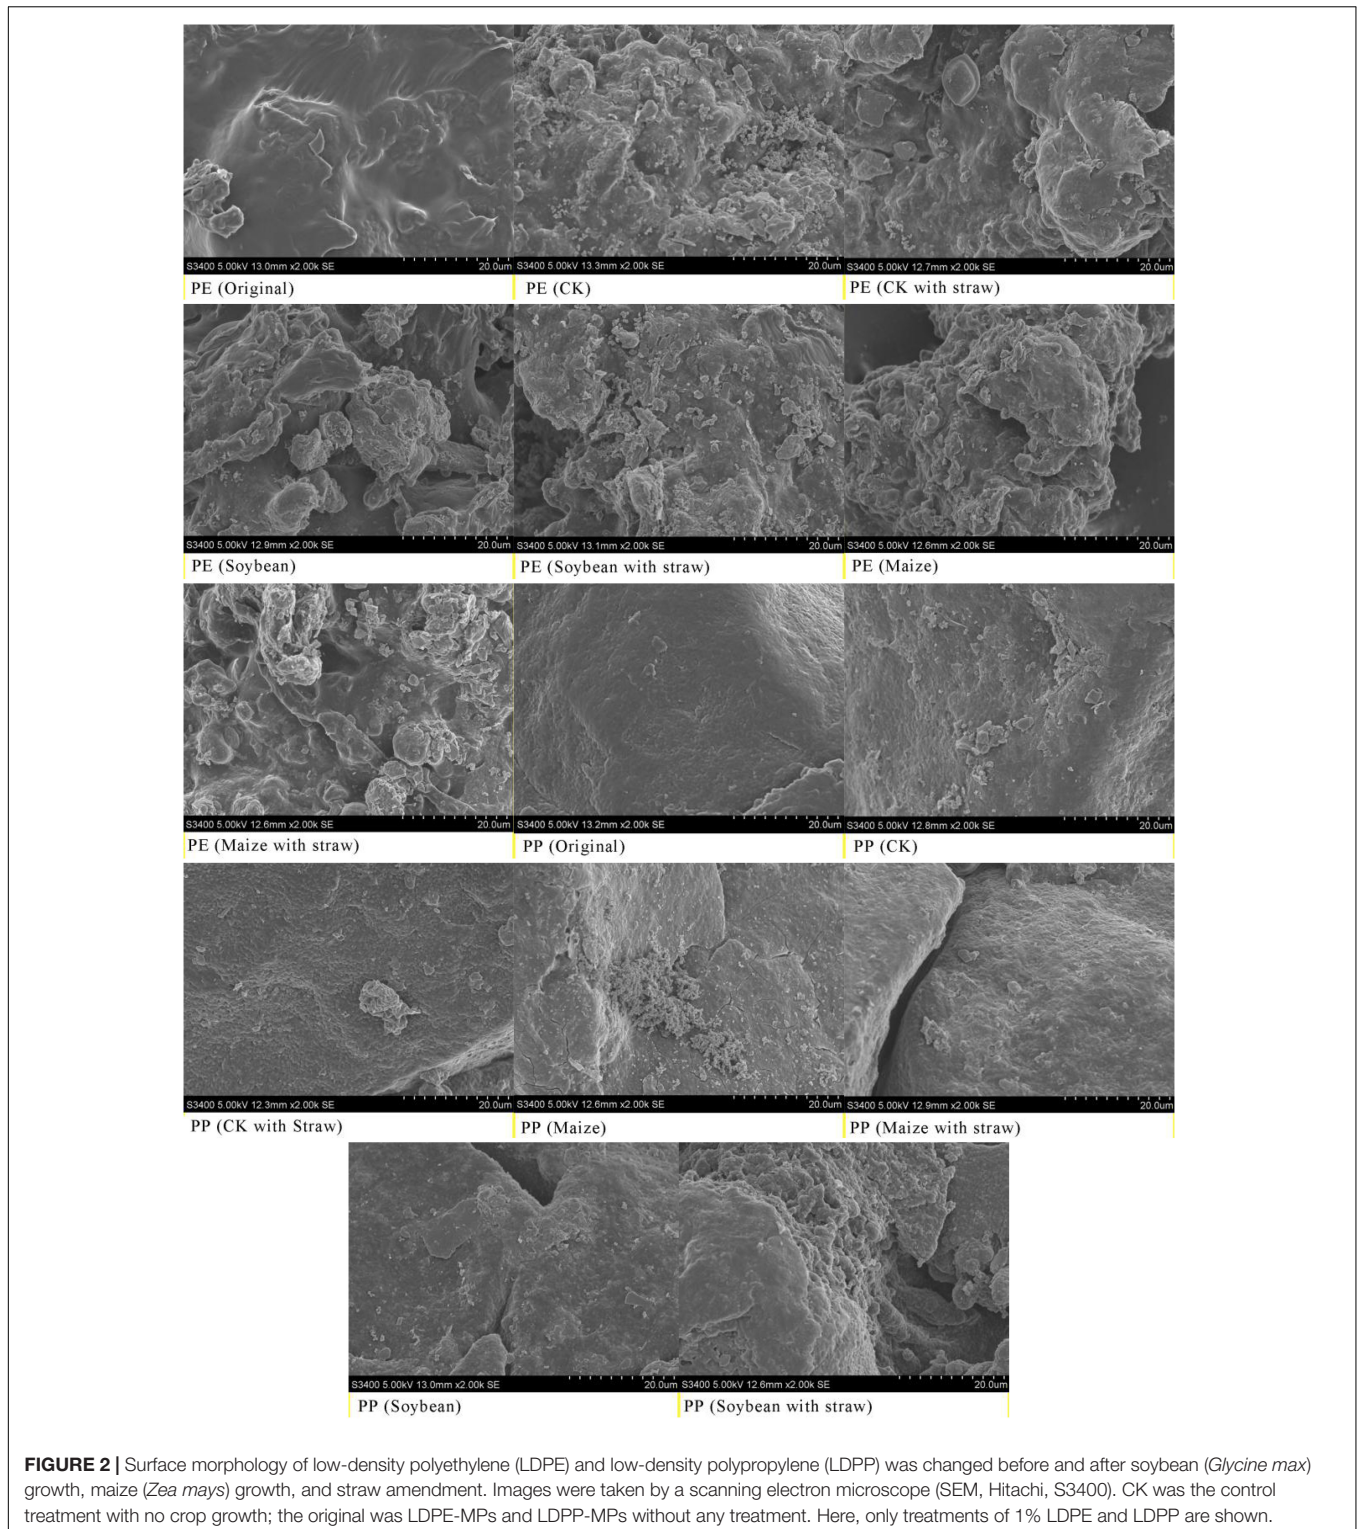 S3400 5.00kV 13.0mm x2.00k SE 20.0um
S3400 5.00kV 13.3mm x2.00k SE 20.0um
S3400 5.00kV 12.7mm x2.00k SE 20.0um
PE (Original)
PE (CK)
PE (CK with straw)
S3400 5.00kV 12.9mm x2.00k SE 20.0um
S3400 5.00kV 13.1mm x2.00k SE 20.0um
S3400 5.00kV 12.6mm x2.00k SE 20.0um
PE (Soybean)
PE (Soybean with straw)
PE (Maize)
S3400 5.00kV 12.6mm x2.00k SE 20.0um
S3400 5.00kV 13.2mm x2.00k SE 20.0um
S3400 5.00kV 12.8mm x2.00k SE 20.0um
PE (Maize with straw)
PP (Original)
PP (CK)
S3400 5.00kV 12.3mm x2.00k SE 20.0um
S3400 5.00kV 12.6mm x2.00k SE 20.0um
S3400 5.00kV 12.9mm x2.00k SE 20.0um
PP (CK with Straw)
PP (Maize)
PP (Maize with straw)
S3400 5.00kV 13.0mm x2.00k SE 20.0um
S3400 5.00kV 12.6mm x2.00k SE 20.0um
PP (Soybean)
PP (Soybean with straw)
FIGURE 2 | Surface morphology of low-density polyethylene (LDPE) and low-density polypropylene (LDPP) was changed before and after soybean (Glycine max)
growth, maize (Zea mays) growth, and straw amendment. Images were taken by a scanning electron microscope (SEM, Hitachi, S3400). CK was the control
treatment with no crop growth; the original was LDPE-MPs and LDPP-MPs without any treatment. Here, only treatments of 1% LDPE and LDPP are shown.